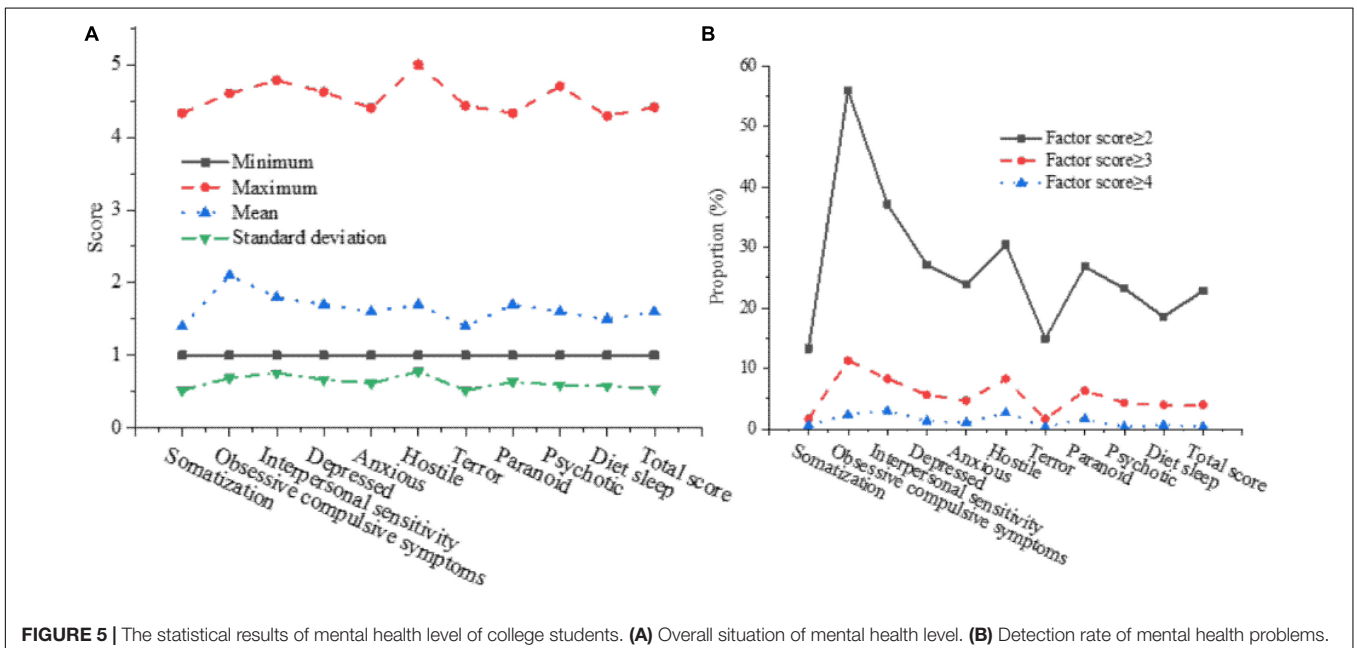 A
5
4
3
2
1
0
Score
Minimum
Maximum
Mean
Standard deviation
Somatization
Obsessive compulsive symptoms
Interpersonal sensitivity
Depressed
Anxious
Hostile
Terror
Paranoid
Psychotic
Diet sleep
Total score
B
60
50
40
30
20
10
0
Proportion (%)
Factor score≥2
Factor score≥3
Factor score≥4
Somatization
Obsessive compulsive symptoms
Interpersonal sensitivity
Depressed
Anxious
Hostile
Terror
Paranoid
Psychotic
Diet sleep
Total score
FIGURE 5 | The statistical results of mental health level of college students. (A) Overall situation of mental health level. (B) Detection rate of mental health problems.